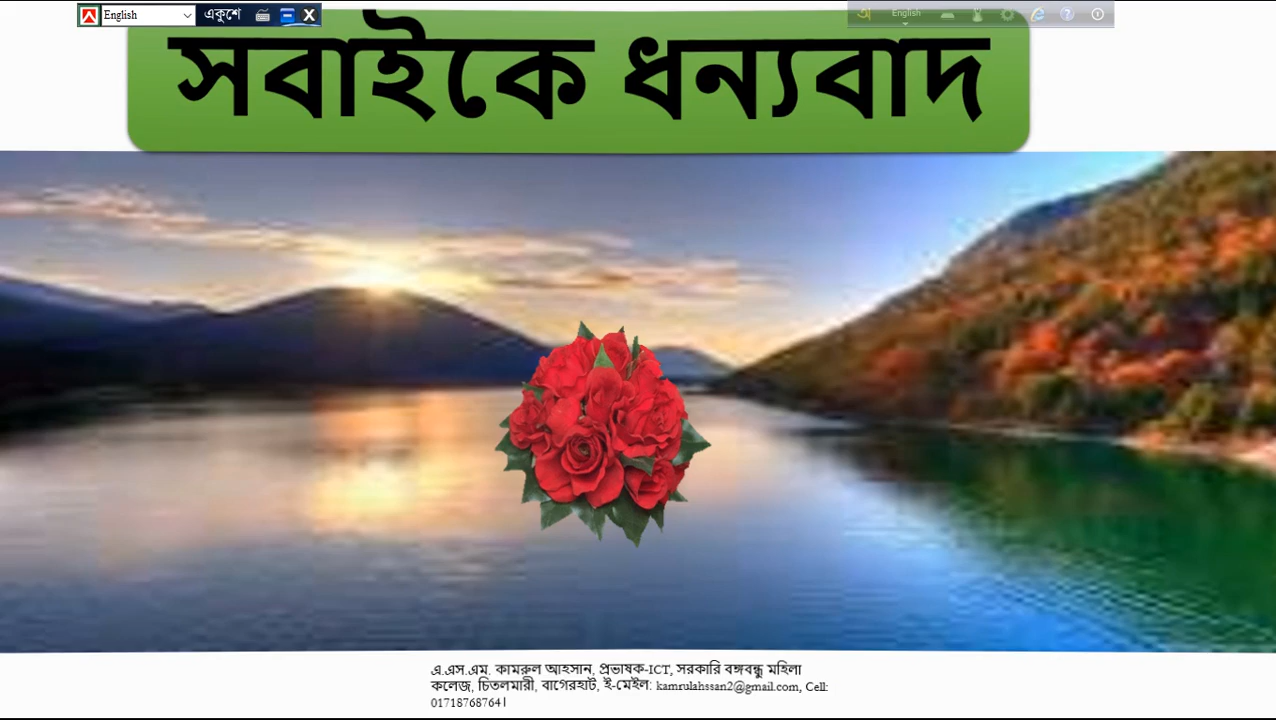 English
একুশে
English
সবাইকে ধন্যবাদ
এ.এস.এম. কামরুল আহসান, প্রভাষক-ICT, সরকারি বঙ্গবন্ধু মহিলা
কলেজ, চিতলমারী, বাগেরহাট, ই-মেইল: kamrulahssan2@gmail.com, Cell:
01718768764।